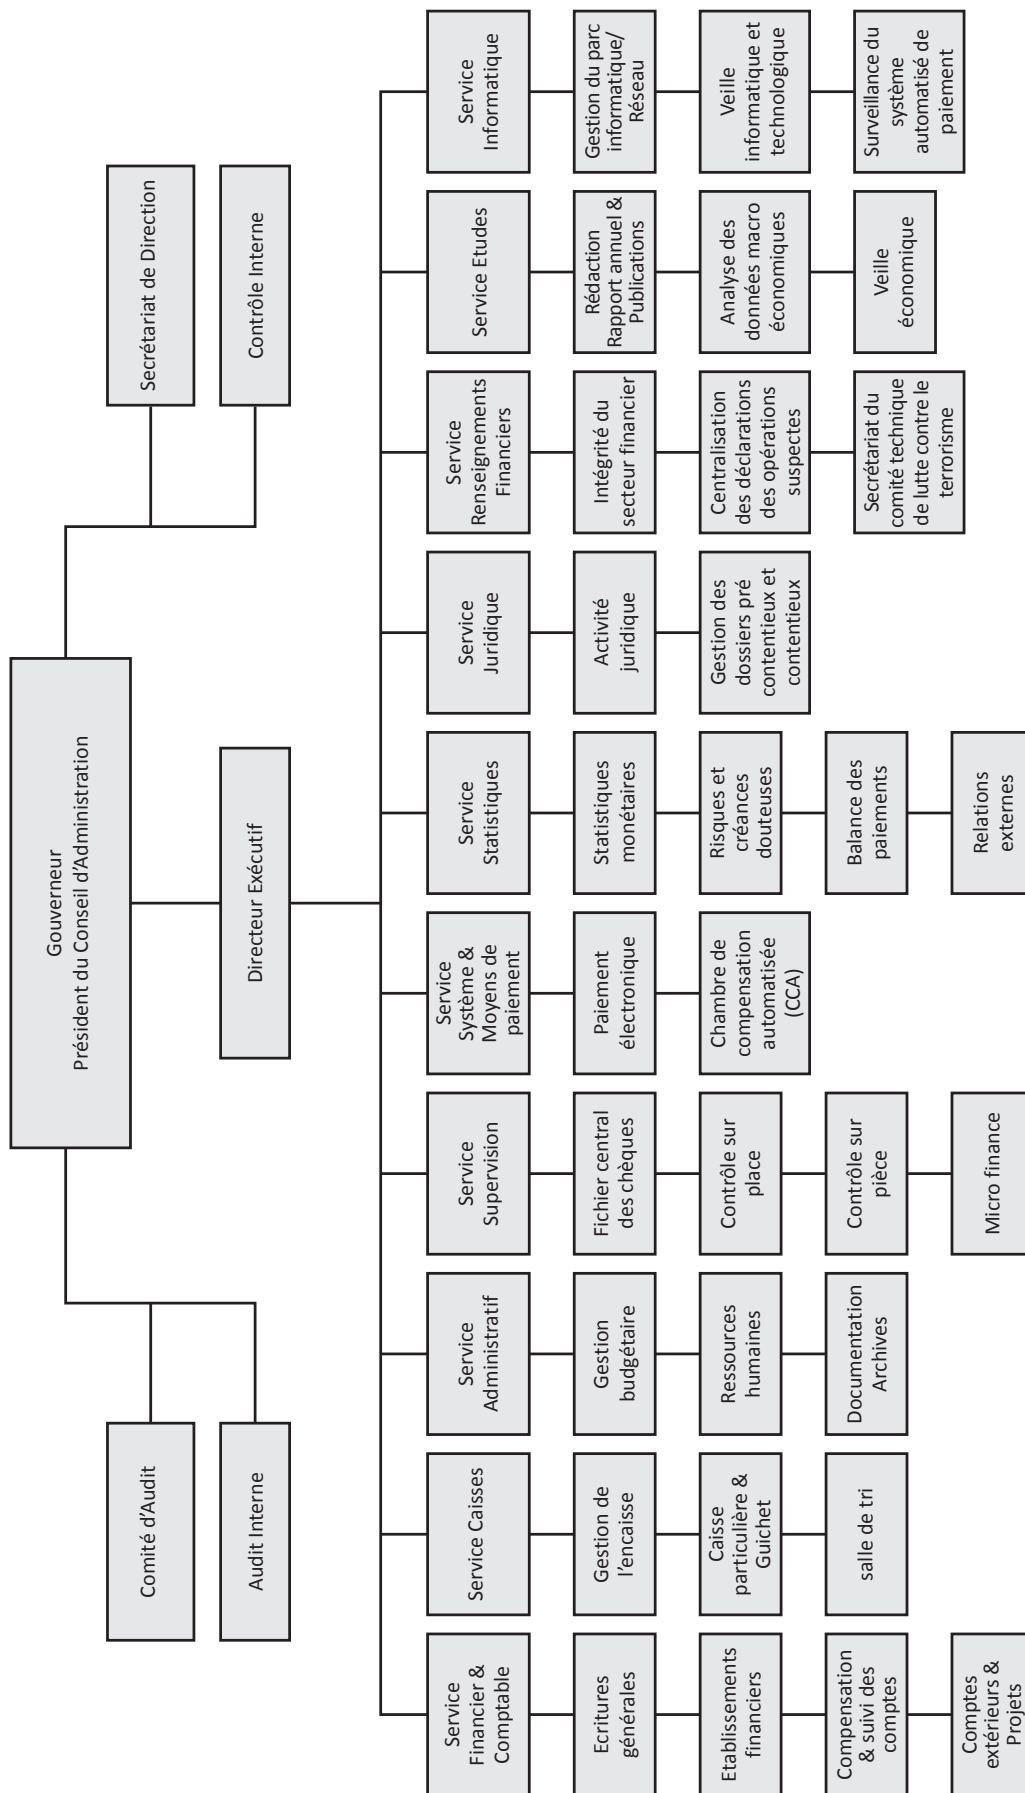 Gouverneur
Président du Conseil d'Administration
Comité d'Audit
Audit Interne
Secrétariat de Direction
Contrôle Interne
Directeur Exécutif
Service
Financier &
Comptable
Ecritures
générales
Etablissements
financiers
Compensation
& suivi des
comptes
Comptes
extérieurs &
Projets
Service Caisses
Gestion de
l'encaisse
Caisse
particulière &
Guichet
salle de tri
Service
Administratif
Gestion
budgétaire
Ressources
humaines
Documentation
Archives
Service
Supervision
Fichier central
des chèques
Contrôle sur
place
Contrôle sur
pièce
Micro finance
Service
Système &
Moyens de
paiement
Paiement
électronique
Chambre de
compensation
automatisée
(CCA)
Service
Statistiques
Statistiques
monétaires
Risques et
créances
douteuses
Balance des
paiements
Relations
externes
Service
Juridique
Activité
juridique
Gestion des
dossiers pré
contentieux et
contentieux
Service
Renseignements
Financiers
Intégrité du
secteur financier
Centralisation
des déclarations
des opérations
suspectes
Secrétariat du
comité technique
de lutte contre le
terrorisme
Service Etudes
Rédaction
Rapport annuel &
Publications
Analyse des
données macro
économiques
Veille
économique
Service
Informatique
Gestion du parc
informatique/
Réseau
Veille
informatique et
technologique
Surveillance du
système
automatisé de
paiement